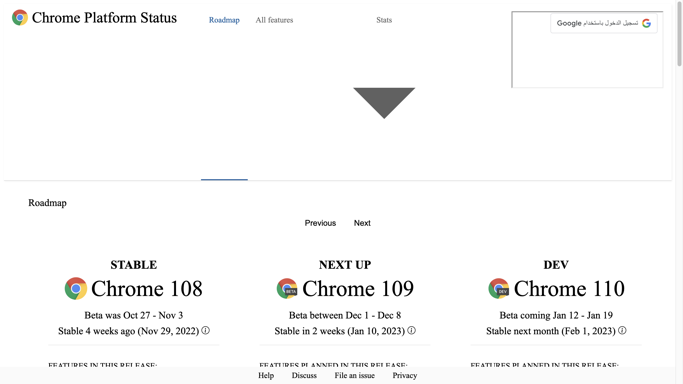 Chrome Platform Status
Roadmap
All features
Stats
تسجيل الدخول باستخدام Google
Roadmap
Previous
Next
STABLE
Chrome 108
Beta was Oct 27 - Nov 3
Stable 4 weeks ago (Nov 29, 2022)
FEATURES IN THIS RELEASE:
NEXT UP
BETA
Chrome 109
Beta between Dec 1 - Dec 8
Stable in 2 weeks (Jan 10, 2023)
FEATURES PLANNED IN THIS RELEASE:
DEV
DEV
Chrome 110
Beta coming Jan 12 - Jan 19
Stable next month (Feb 1, 2023)
FEATURES PLANNED IN THIS RELEASE:
Help
Discuss
File an issue
Privacy